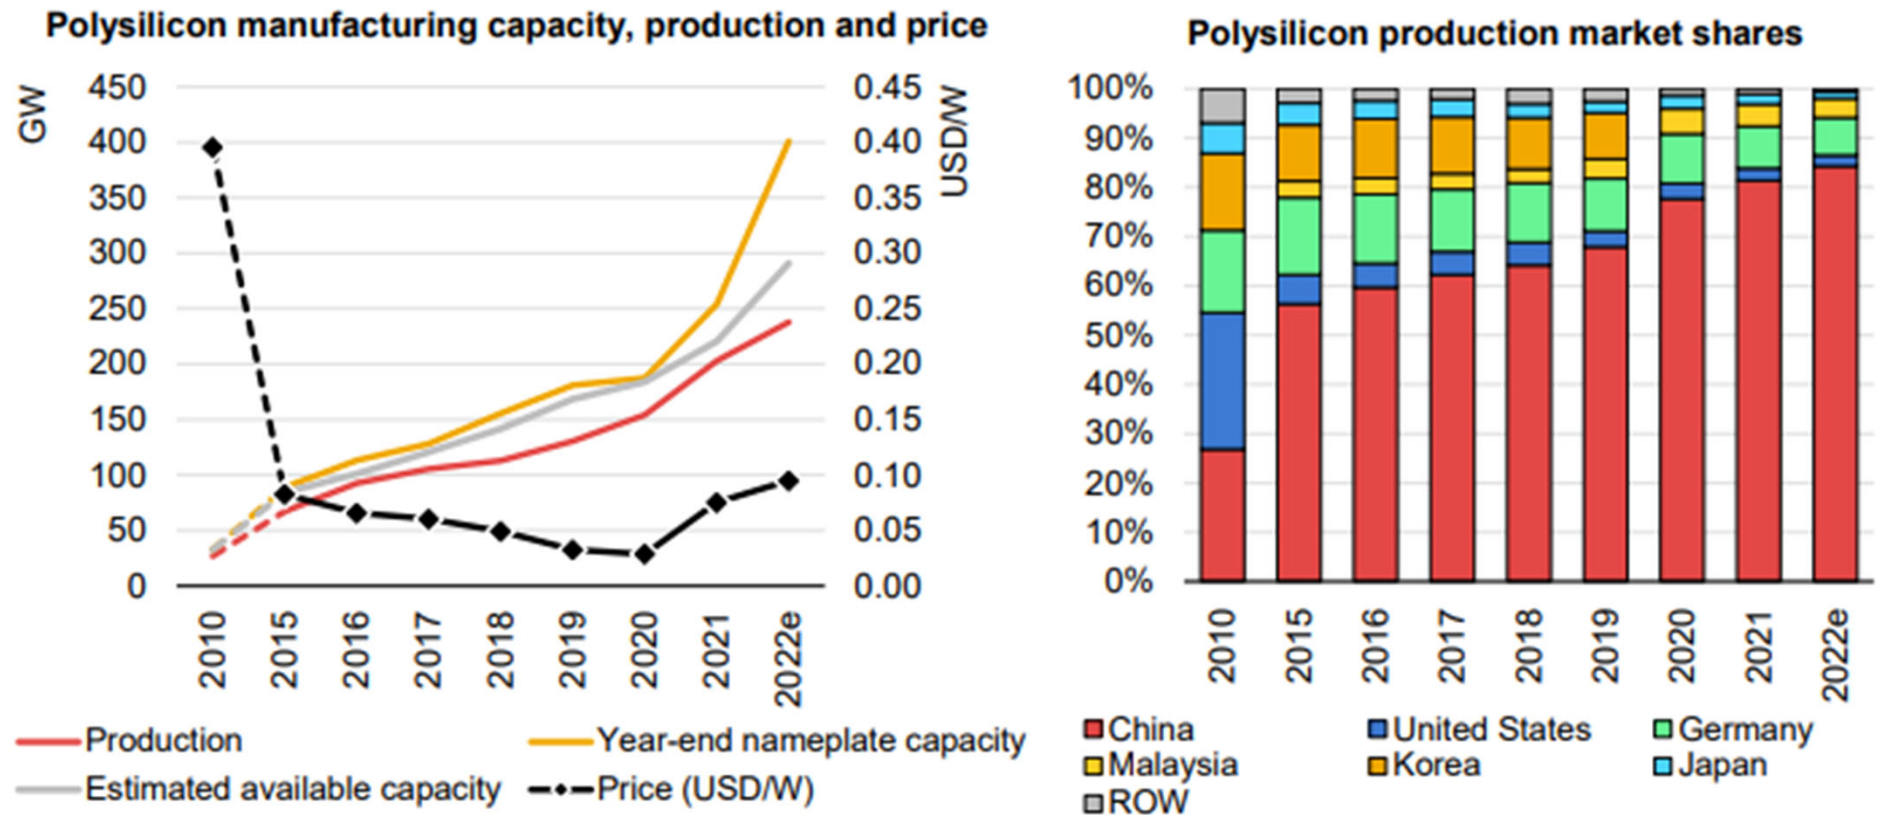 Polysilicon manufacturing capacity, production and price
GW
450
400
350
300
250
200
150
100
50
0
0.45
0.40
0.35
0.30
0.25
0.20
0.15
0.10
0.05
0.00
USD/W
2010
2015
2016
2017
2018
2019
2020
2021
2022e
Production
Year-end nameplate capacity
Estimated available capacity
Price (USD/W)
Polysilicon production market shares
100%
90%
80%
70%
60%
50%
40%
30%
20%
10%
0%
2010
2015
2016
2017
2018
2019
2020
2021
2022e
China
United States
Germany
Malaysia
Korea
Japan
ROW